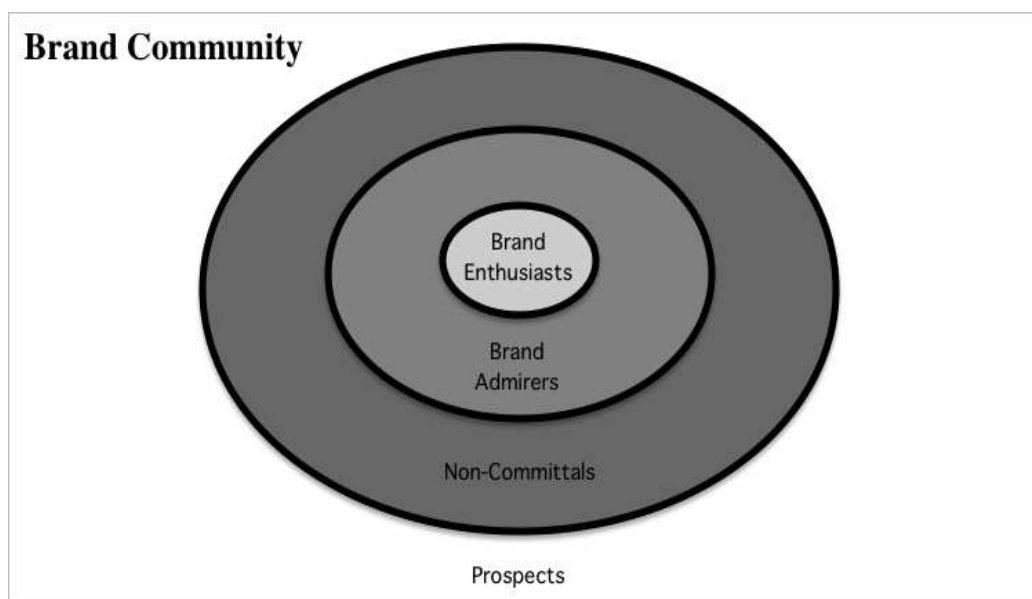 Brand Community
Brand
Enthusiasts
Brand
Admirers
Non-Committals
Prospects